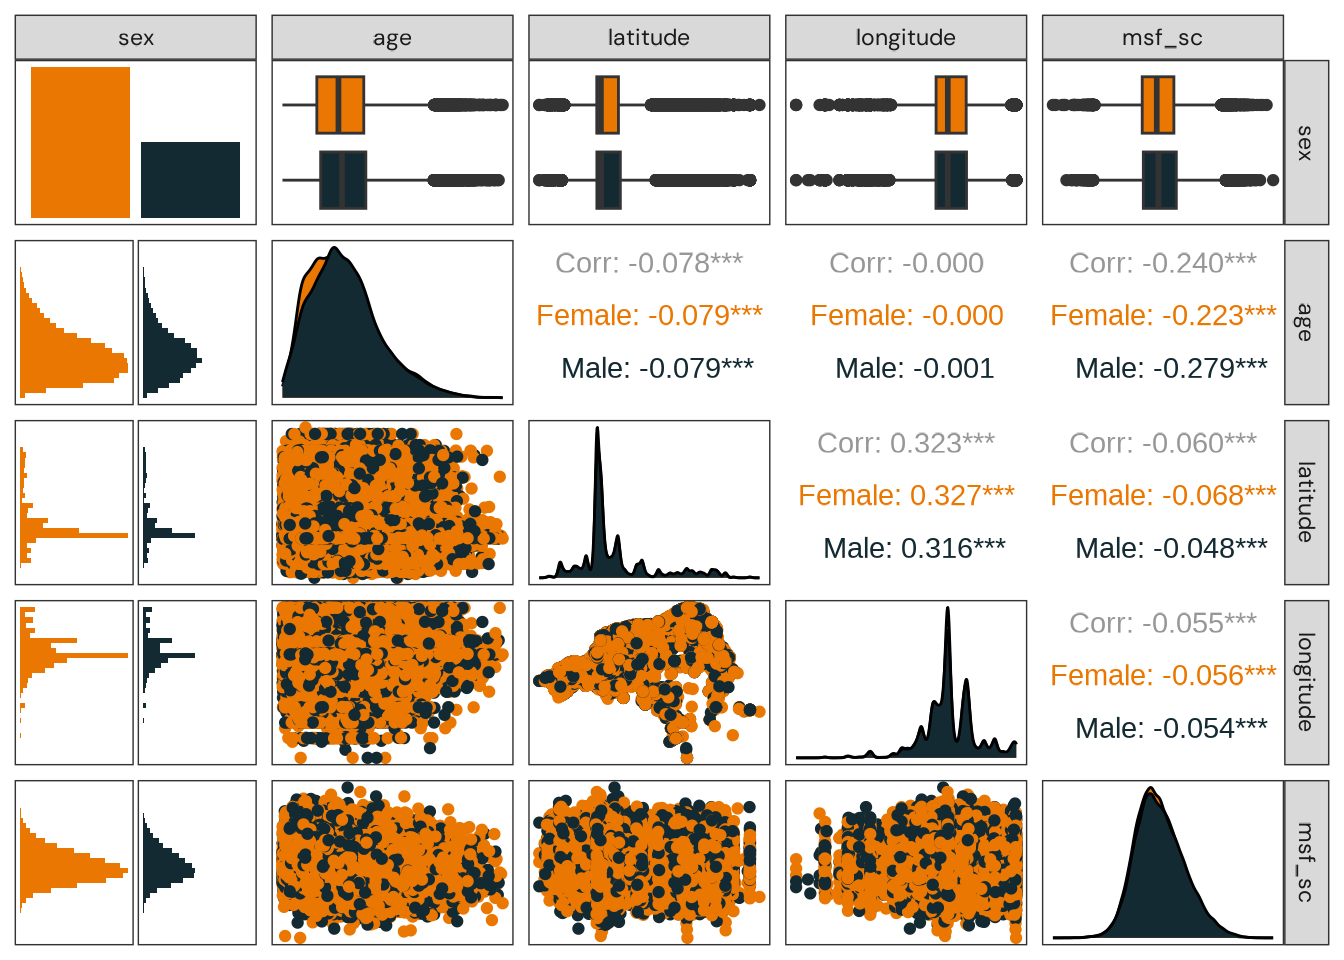 sex
age
latitude
longitude
msf_sc
sex
Corr: -0.078***
Female: -0.079***
Male: -0.079***
Corr: -0.000
Female: -0.000
Male: -0.001
Corr: -0.240***
Female: -0.223***
Male: -0.279***
age
Corr: 0.323***
Female: 0.327***
Male: 0.316***
Corr: -0.060***
Female: -0.068***
Male: -0.048***
latitude
Corr: -0.055***
Female: -0.056***
Male: -0.054***
longitude
msf_sc